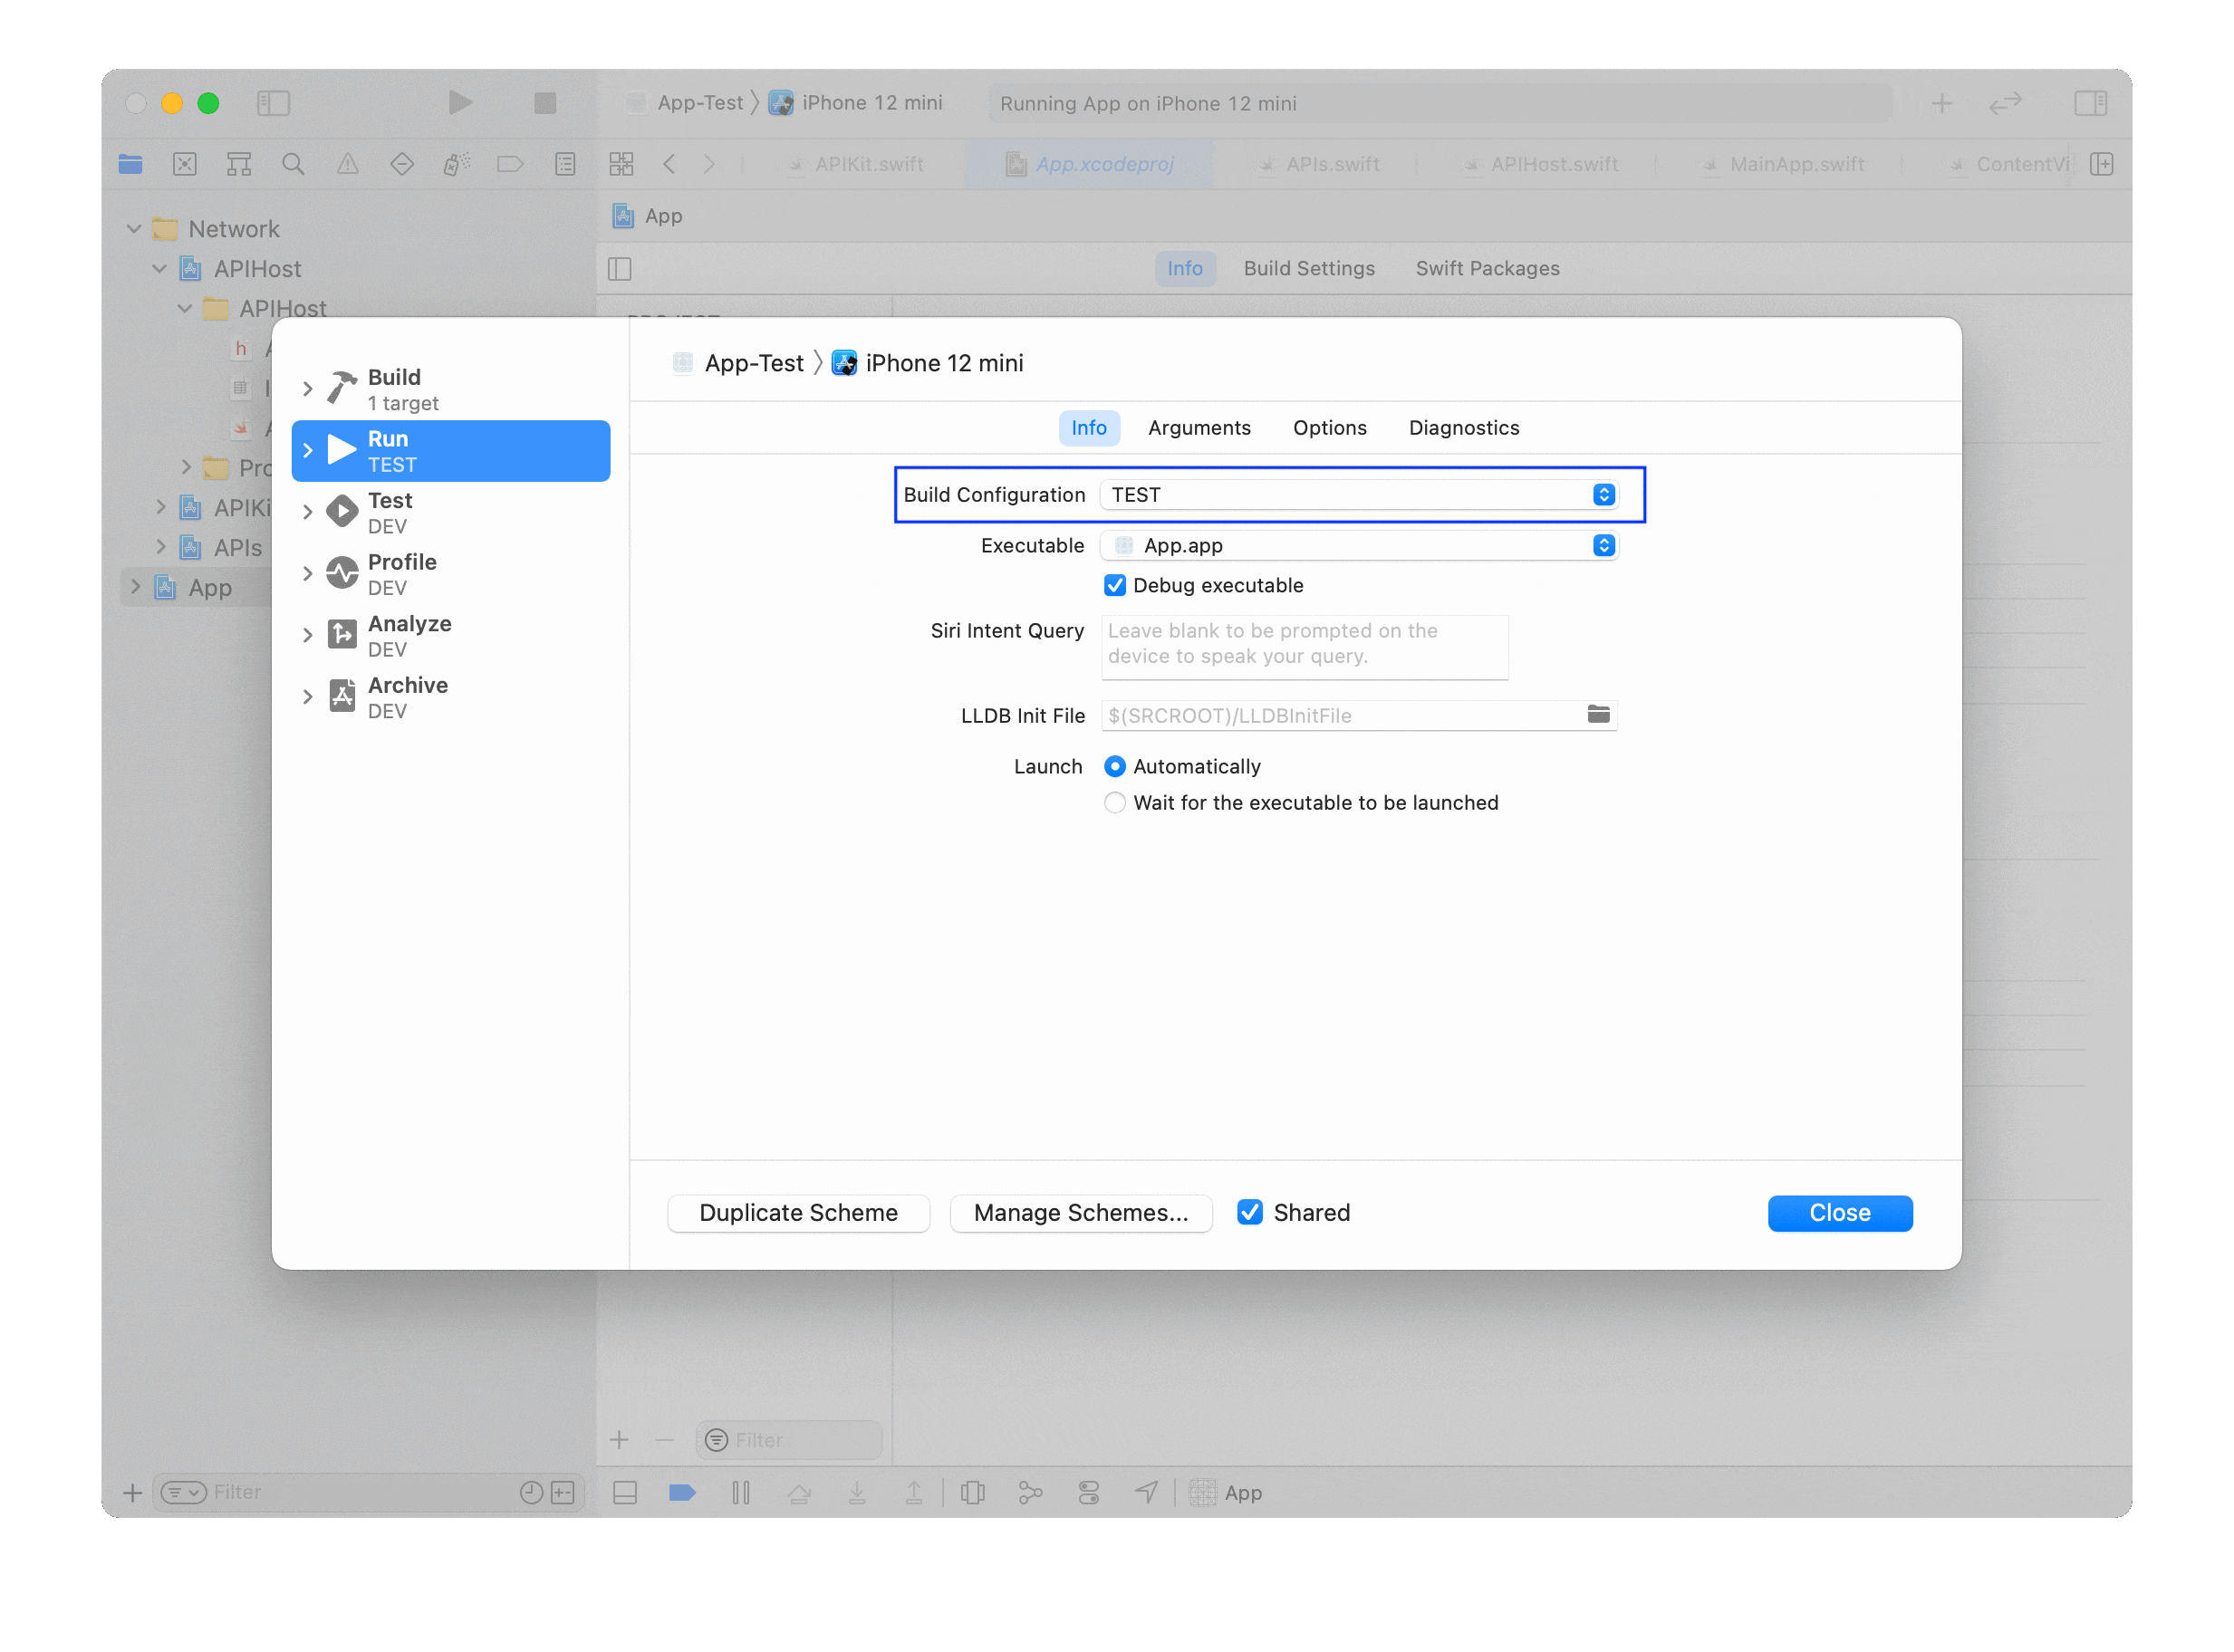 App-Test
iPhone 12 mini
Running App on iPhone 12 mini
APIKit.swift
App.xcodeproj
APIs.swift
APIHost.swift
MainApp.swift
ContentVi
App
Info
Build Settings
Swift Packages
Network
APIHost
APIHost
h
Pro
APIKi
APIs
App
Build
1 target
Run
TEST
Test
DEV
Profile
DEV
Analyze
DEV
Archive
DEV
App-Test
iPhone 12 mini
Info
Arguments
Options
Diagnostics
Build Configuration TEST
Executable App.app
Debug executable
Siri Intent Query Leave blank to be prompted on the
device to speak your query.
LLDB Init File $(SRCROOT)/LLDBInitFile
Launch Automatically
Wait for the executable to be launched
Duplicate Scheme
Manage Schemes...
Shared
Close
Filter
Filter
App